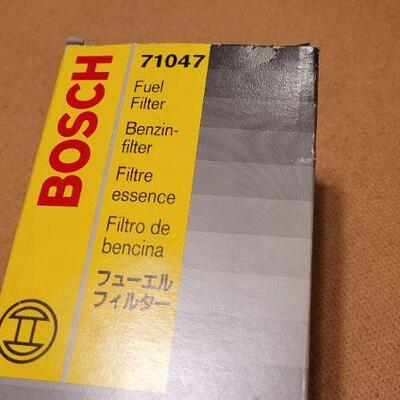 BOSCH
71047
Fuel
Filter
Benzin-
filter
Filtre
essence
Filtro de
bencina
フューエル
フィルター